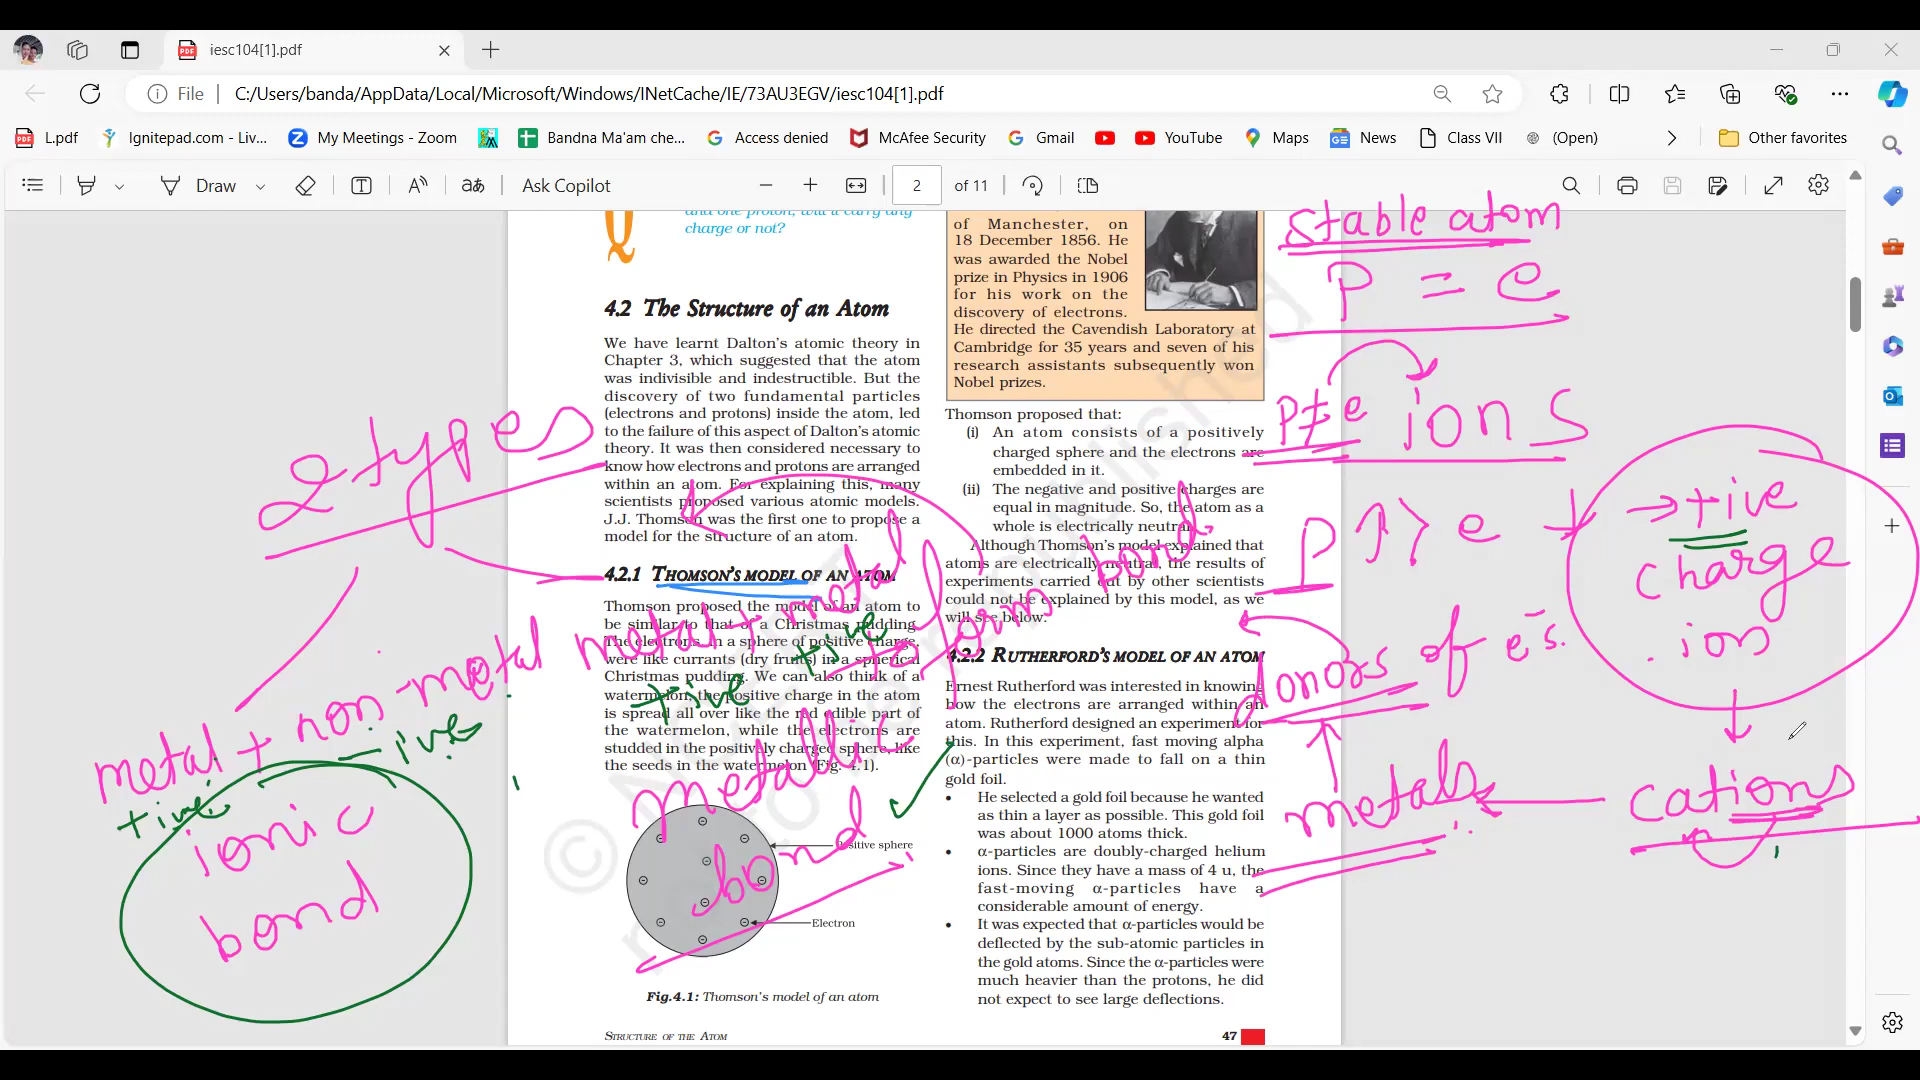 iesc104[1].pdf
File
C:/Users/banda/AppData/Local/Microsoft/Windows/INetCache/IE/73AU3EGV/iesc104[1].pdf
L.pdf
Ignitepad.com - Liv...
My Meetings - Zoom
Bandna Ma'am che...
Access denied
McAfee Security
Gmail
YouTube
Maps
News
Class VII
(Open)
Other favorites
Draw
Ask Copilot
2
of 11
Q
and one proton, will it carry any
charge or not?
4.2 The Structure of an Atom
We have learnt Dalton's atomic theory in
Chapter 3, which suggested that the atom
was indivisible and indestructible. But the
discovery of two fundamental particles
(electrons and protons) inside the atom, led
to the failure of this aspect of Dalton's atomic
theory. It was then considered necessary to
know how electrons and protons are arranged
within an atom. For explaining this, many
scientists proposed various atomic models.
J.J. Thomson was the first one to propose a
model for the structure of an atom.
4.2.1 THOMSON'S MODEL OF AN ATOM
Thomson proposed the model of an atom to
be similar to that of a Christmas pudding.
The electrons, in a sphere of positive charge,
were like currants (dry fruits) in a spherical
Christmas pudding. We can also think of a
watermelon, the positive charge in the atom
is spread all over like the red edible part of
the watermelon, while the electrons are
studded in the positively charged sphere, like
the seeds in the watermelon (Fig. 4.1).
Positive sphere
Electron
Fig.4.1: Thomson's model of an atom
STRUCTURE OF THE ATOM
of Manchester, on
18 December 1856. He
was awarded the Nobel
prize in Physics in 1906
for his work on the
discovery of electrons.
He directed the Cavendish Laboratory at
Cambridge for 35 years and seven of his
research assistants subsequently won
Nobel prizes.
Thomson proposed that:
(i) An atom consists of a positively
charged sphere and the electrons are
embedded in it.
(ii) The negative and positive charges are
equal in magnitude. So, the atom as a
whole is electrically neutral.
Although Thomson's model explained that
atoms are electrically neutral, the results of
experiments carried out by other scientists
could not be explained by this model, as we
will see below.
4.2.2 RUTHERFORD'S MODEL OF AN ATOM
Ernest Rutherford was interested in knowing
how the electrons are arranged within an
atom. Rutherford designed an experiment for
this. In this experiment, fast moving alpha
(α)-particles were made to fall on a thin
gold foil.
• He selected a gold foil because he wanted
as thin a layer as possible. This gold foil
was about 1000 atoms thick.
• α-particles are doubly-charged helium
ions. Since they have a mass of 4 u, the
fast-moving α-particles have a
considerable amount of energy.
• It was expected that α-particles would be
deflected by the sub-atomic particles in
the gold atoms. Since the α-particles were
much heavier than the protons, he did
not expect to see large deflections.
47
stable atom
P = e
P≠e ions
P ↑ > e
→ +ive
charge
ion
cations
metals
donors of e⁻s.
2 types
metal + non-metal
+ive
-ive
ionic
bond
metal + metal
+ive +ive
to form bond.
metallic
bond